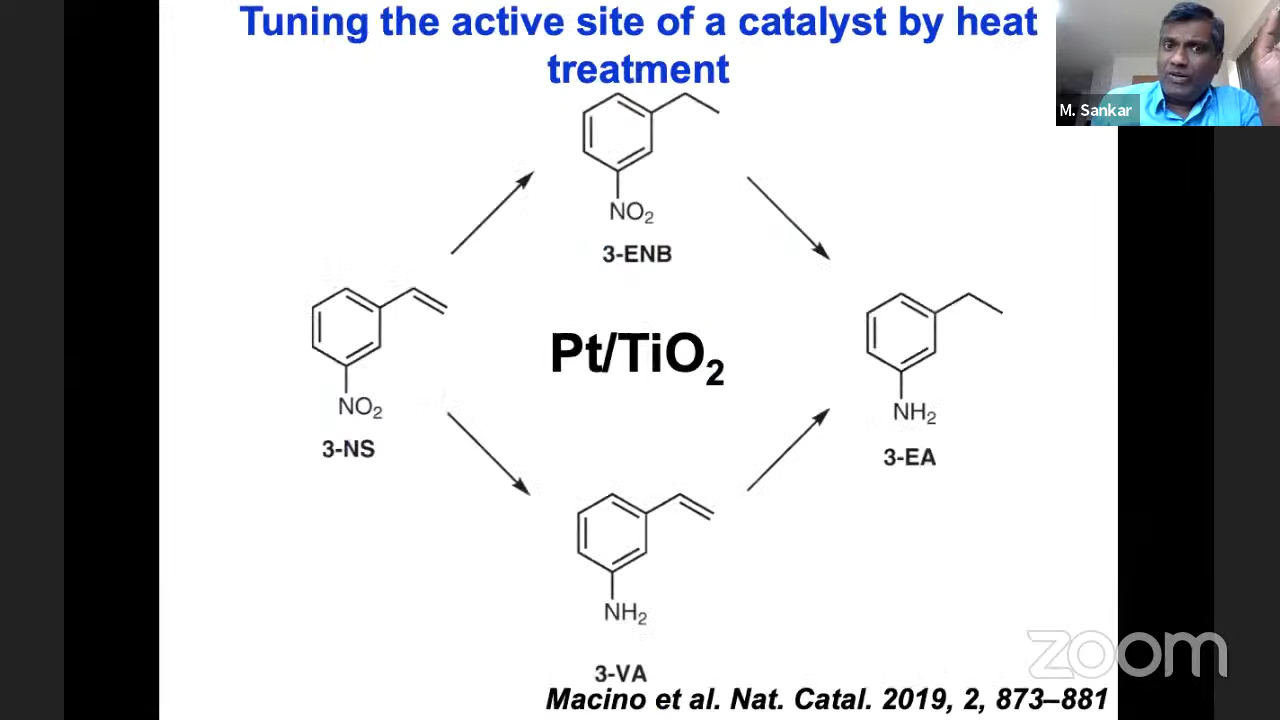 Tuning the active site of a catalyst by heat
treatment
M. Sankar
NO₂
3-ENB
NO₂
3-NS
Pt/TiO₂
NH₂
3-EA
NH₂
3-VA
zoom
Macino et al. Nat. Catal. 2019, 2, 873–881